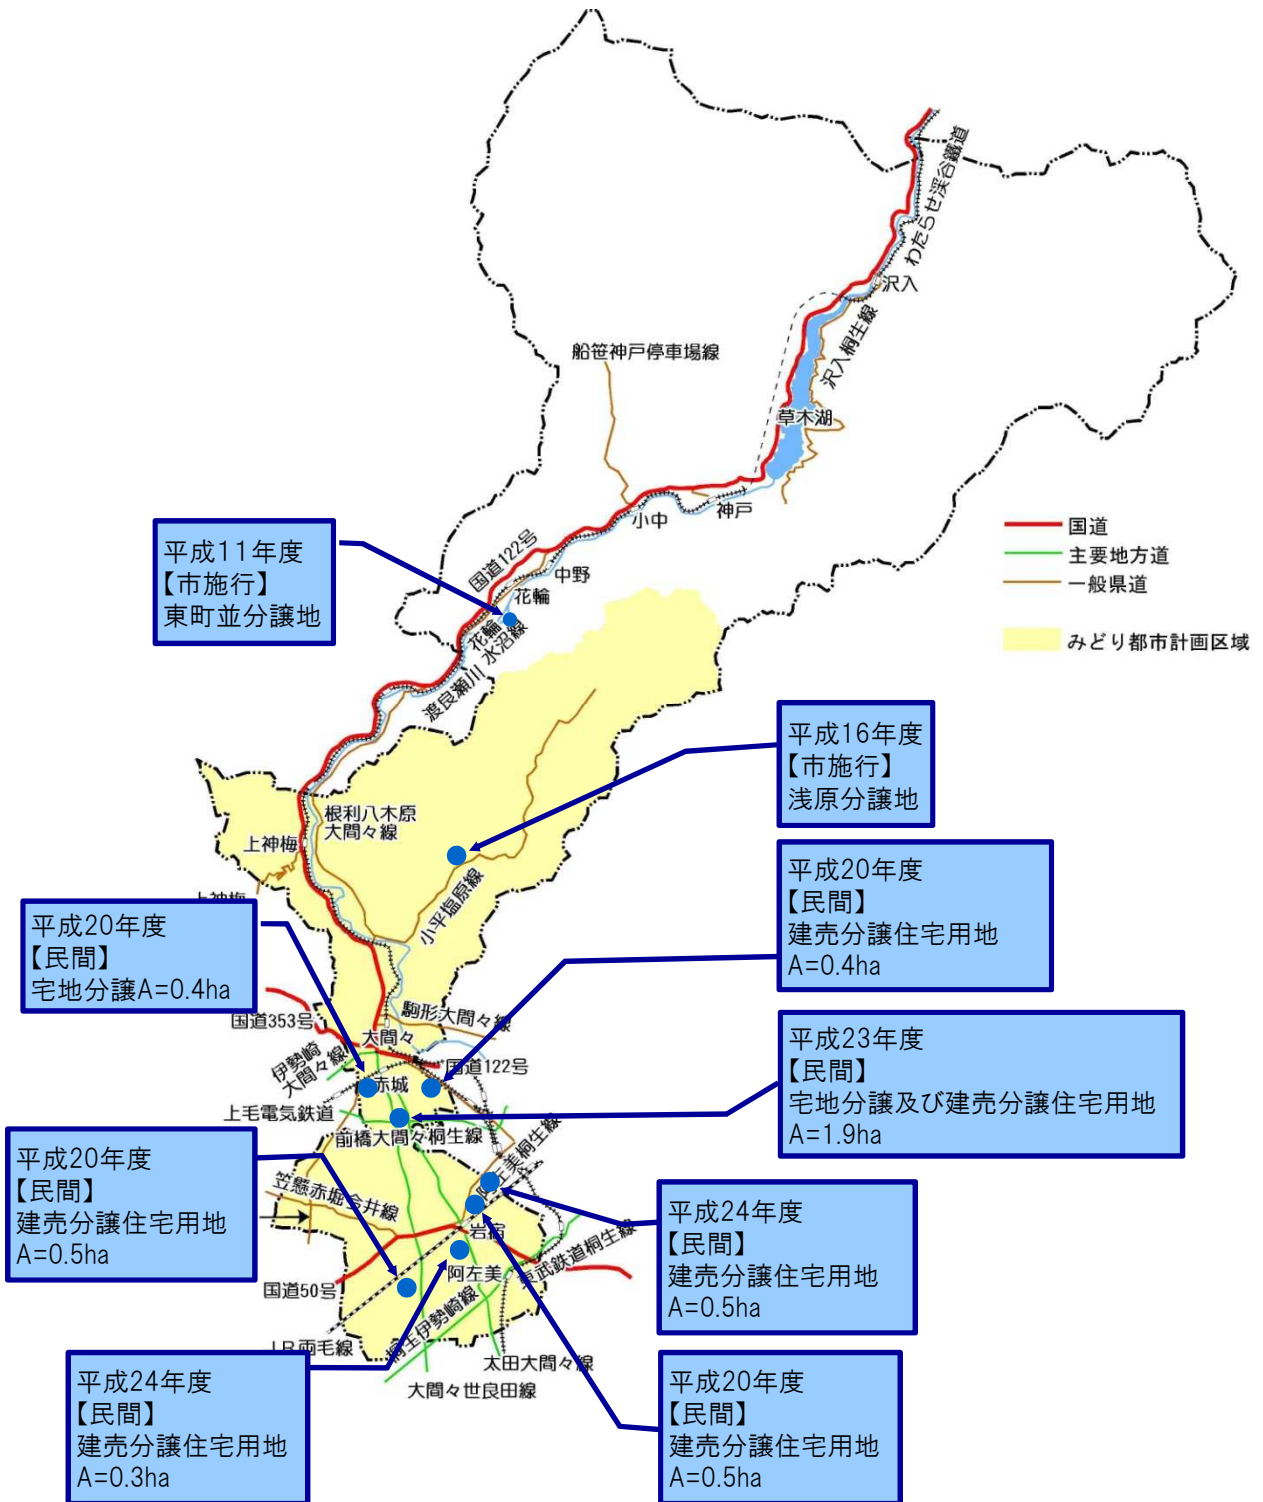 わたらせ渓谷鐵道
沢入
沢入桐生線
船笹神戸停車場線
草木湖
神戸
小中
国道122号
中野
花輪
花輪
水沼線
渡良瀬川
国道
主要地方道
一般県道
みどり都市計画区域
平成11年度
【市施行】
東町並分譲地
平成16年度
【市施行】
浅原分譲地
根利八木原
大間々線
上神梅
上神梅
小平塩原線
平成20年度
【民間】
建売分譲住宅用地
A=0.4ha
平成20年度
【民間】
宅地分譲A=0.4ha
国道353号
駒形大間々線
大間々
伊勢崎
大間々線
国道122号
赤城
上毛電気鉄道
前橋大間々桐生線
平成23年度
【民間】
宅地分譲及び建売分譲住宅用地
A=1.9ha
平成20年度
【民間】
建売分譲住宅用地
A=0.5ha
笠懸赤堀今井線
阿左美桐生線
岩宿
阿左美
東武鉄道桐生線
国道50号
桐生伊勢崎線
JR両毛線
太田大間々線
大間々世良田線
平成24年度
【民間】
建売分譲住宅用地
A=0.5ha
平成24年度
【民間】
建売分譲住宅用地
A=0.3ha
平成20年度
【民間】
建売分譲住宅用地
A=0.5ha